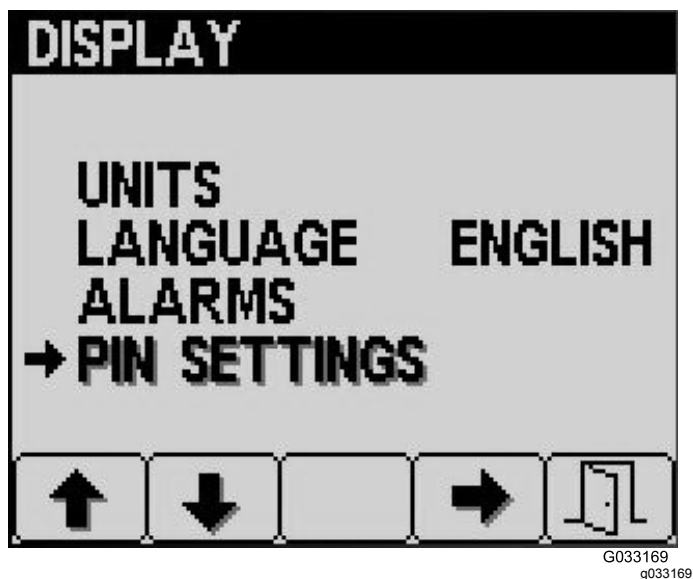 DISPLAY
UNITS
LANGUAGE ENGLISH
ALARMS
PIN SETTINGS
G033169
g033169